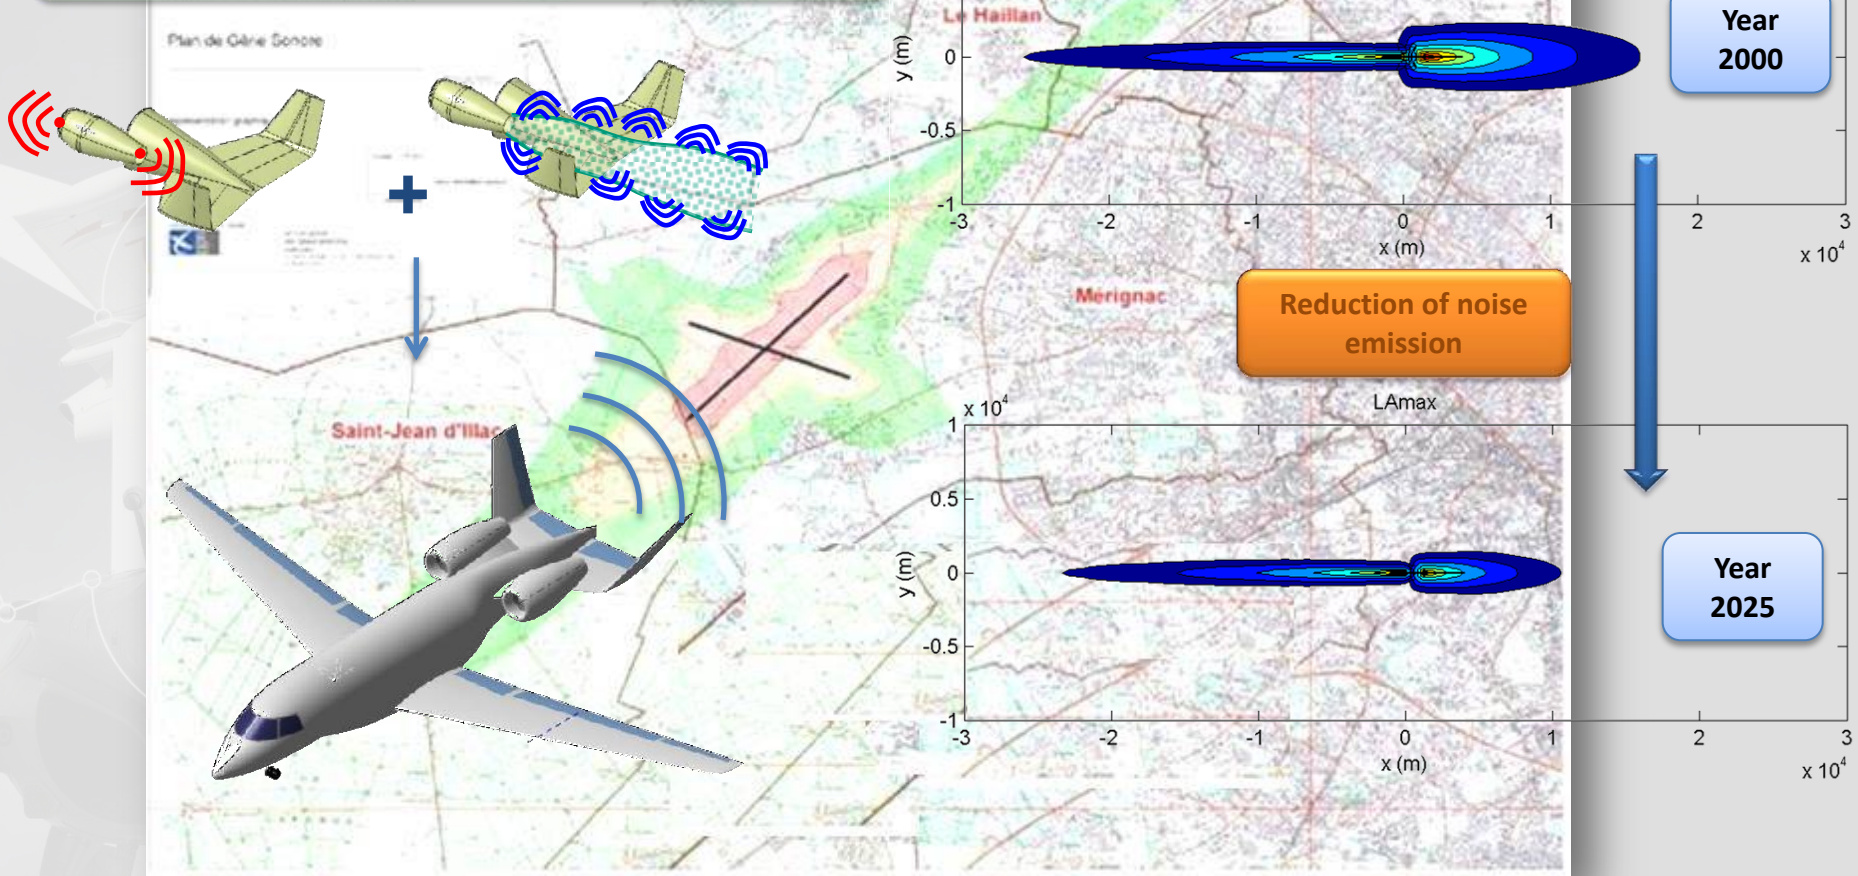 Plan de Gêne Sonore
Le Haillan
Year
2000
y (m)
0
-0.5
-1
-3
-2
-1
0
1
2
3
x (m)
x 10⁴
+
Mérignac
Reduction of noise
emission
Saint-Jean d'Illac
LAmax
x 10⁴
1
0.5
0
-0.5
-1
y (m)
-3
-2
-1
0
1
2
3
x (m)
x 10⁴
Year
2025